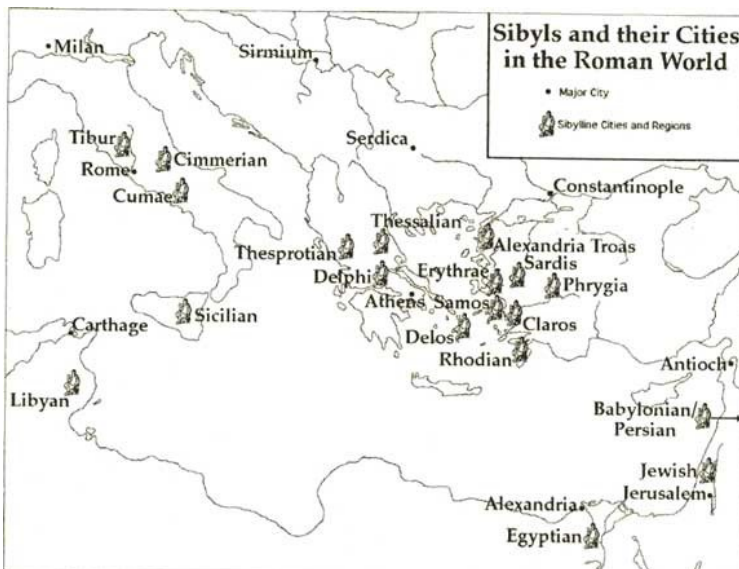 Sibyls and their Cities
in the Roman World
Major City
Sibylline Cities and Regions
Milan
Sirmium
Tibur
Rome
Cimmerian
Cumae
Serdica
Constantinople
Thessalian
Thesprotian
Delphi
Athens
Alexandria Troas
Sardis
Erythrae
Phrygia
Samos
Claros
Delos
Rhodian
Sicilian
Carthage
Libyan
Antioch
Babylonian/
Persian
Jewish
Jerusalem
Alexandria
Egyptian